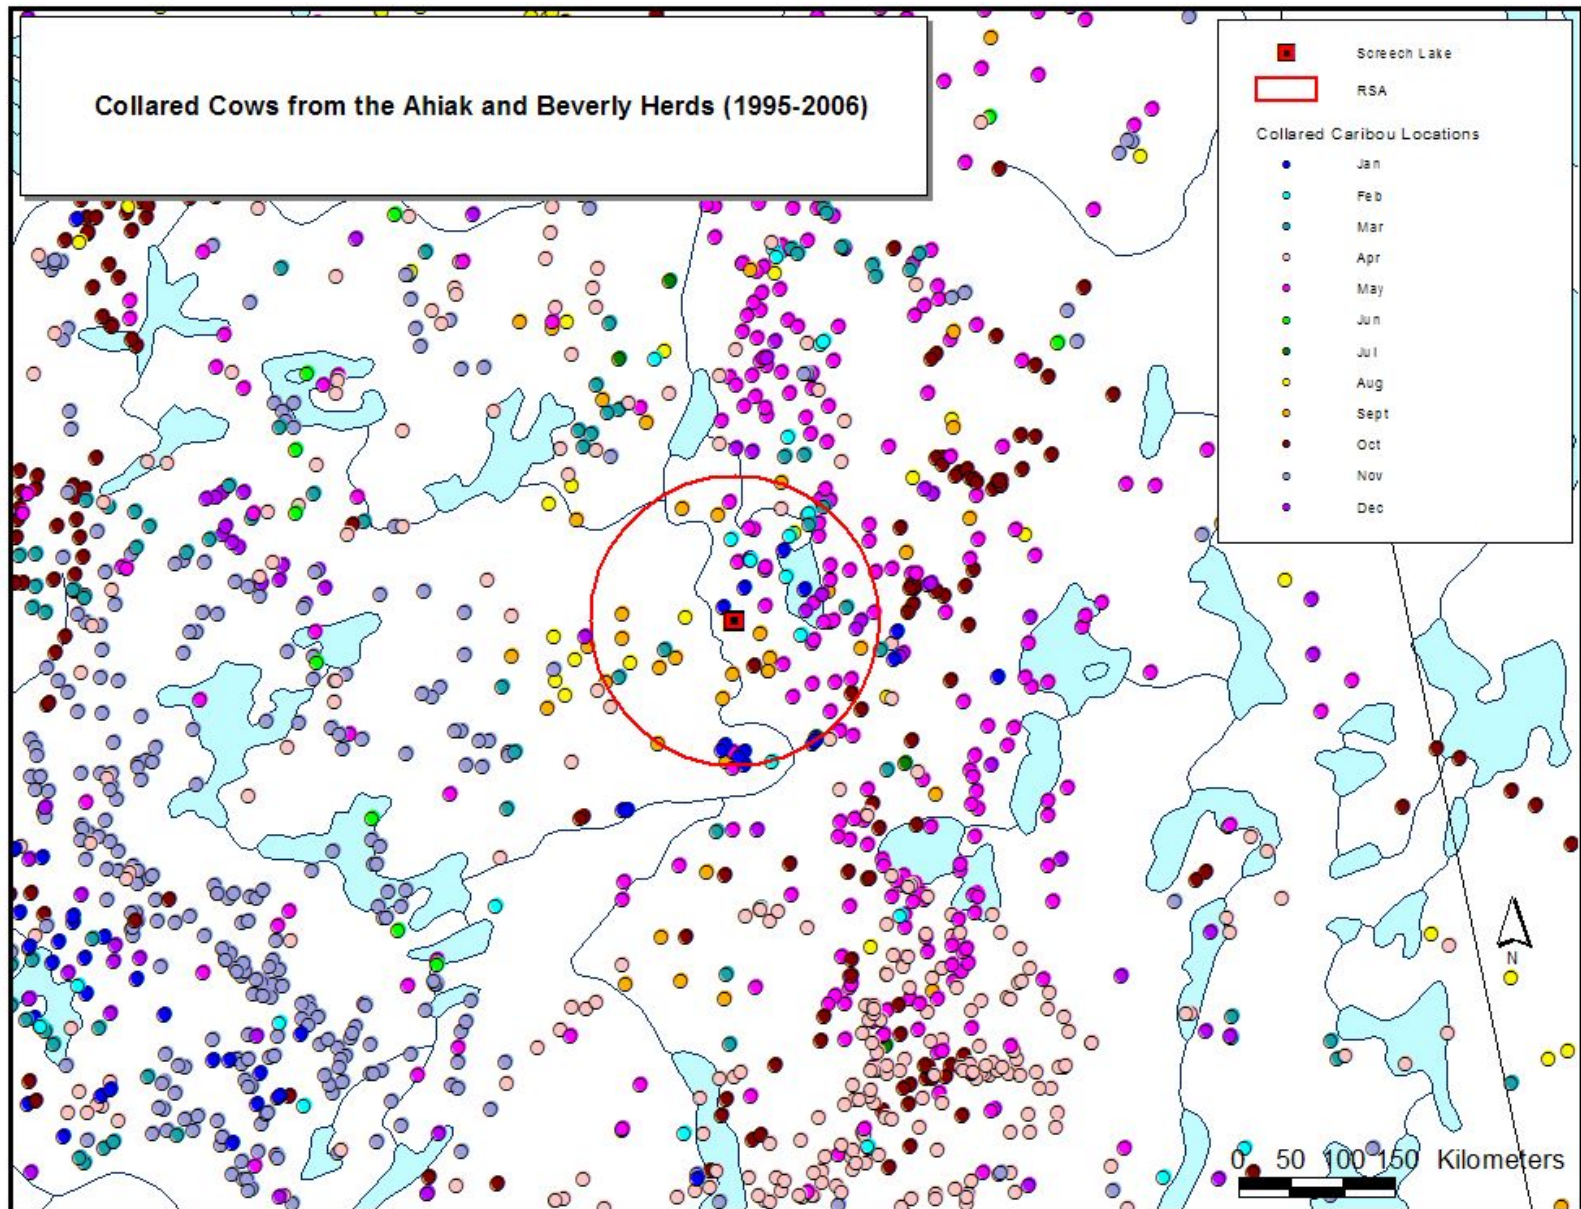 Collared Cows from the Ahiak and Beverly Herds (1995-2006)
Screech Lake
RSA
Collared Caribou Locations
Jan
Feb
Mar
Apr
May
Jun
Jul
Aug
Sept
Oct
Nov
Dec
N
0 50 100 150 Kilometers